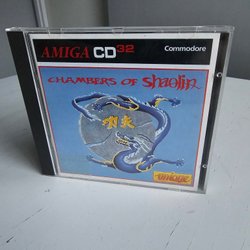 AMIGA CD32 Commodore
CHAMBERS OF Shaolin
unique